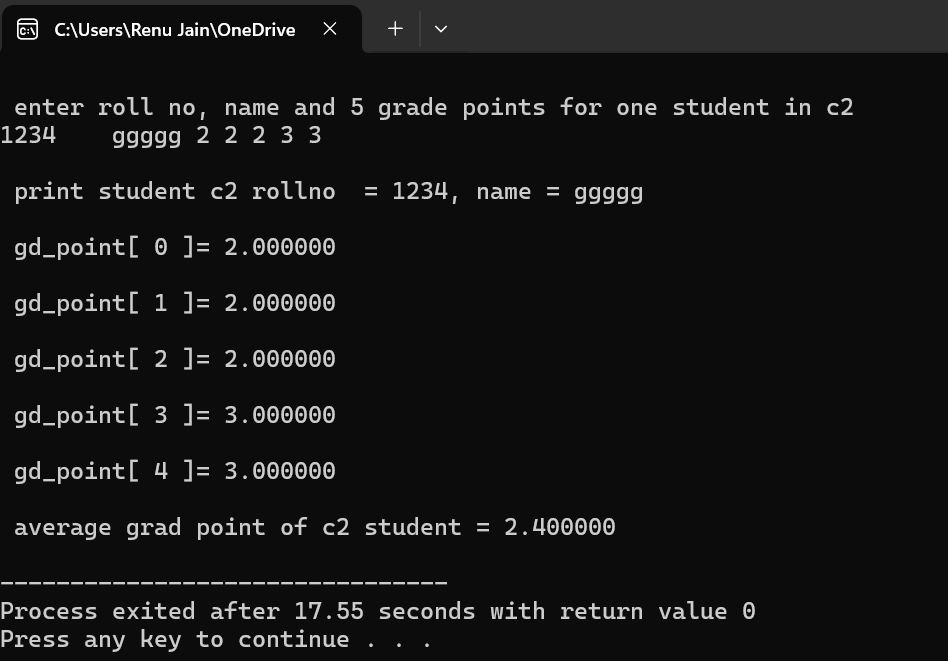 C:\Users\Renu Jain\OneDrive
enter roll no, name and 5 grade points for one student in c2
1234    ggggg 2 2 2 3 3
print student c2 rollno  = 1234, name = ggggg
gd_point[ 0 ]= 2.000000
gd_point[ 1 ]= 2.000000
gd_point[ 2 ]= 2.000000
gd_point[ 3 ]= 3.000000
gd_point[ 4 ]= 3.000000
average grad point of c2 student = 2.400000
--------------------------------
Process exited after 17.55 seconds with return value 0
Press any key to continue . . .